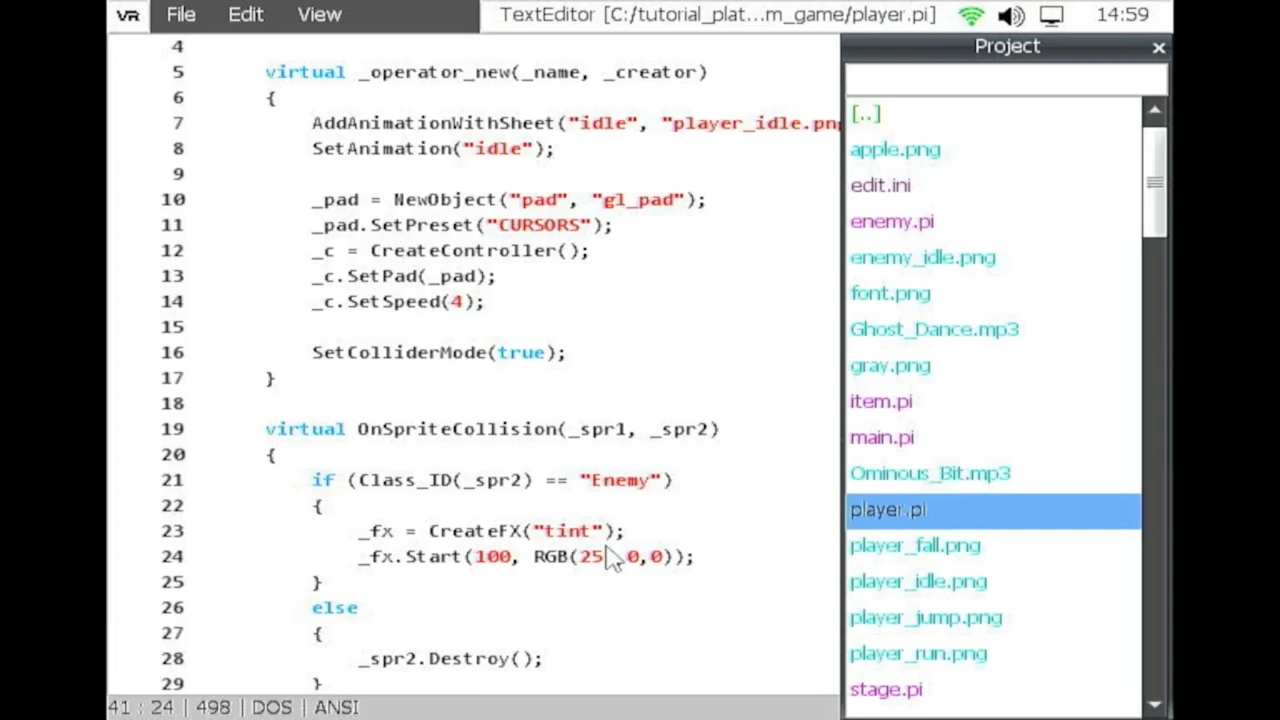 VR File Edit View TextEditor [C:/tutorial_plat...m_game/player.pi] 14:59
4
5 virtual _operator_new(_name, _creator)
6 {
7 AddAnimationWithSheet("idle", "player_idle.png
8 SetAnimation("idle");
9
10 _pad = NewObject("pad", "gl_pad");
11 _pad.SetPreset("CURSORS");
12 _c = CreateController();
13 _c.SetPad(_pad);
14 _c.SetSpeed(4);
15
16 SetColliderMode(true);
17 }
18
19 virtual OnSpriteCollision(_spr1, _spr2)
20 {
21 if (Class_ID(_spr2) == "Enemy")
22 {
23 _fx = CreateFX("tint");
24 _fx.Start(100, RGB(25 0,0));
25 }
26 else
27 {
28 _spr2.Destroy();
29 }
41 : 24 | 498 | DOS | ANSI
Project
[..]
apple.png
edit.ini
enemy.pi
enemy_idle.png
font.png
Ghost_Dance.mp3
gray.png
item.pi
main.pi
Ominous_Bit.mp3
player.pi
player_fall.png
player_idle.png
player_jump.png
player_run.png
stage.pi